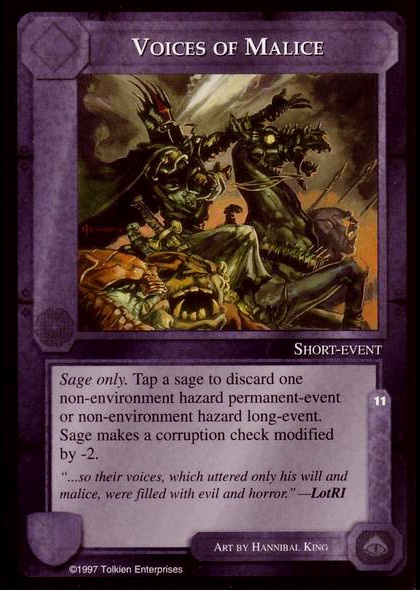 VOICES OF MALICE
SHORT-EVENT
Sage only. Tap a sage to discard one
non-environment hazard permanent-event
or non-environment hazard long-event.
Sage makes a corruption check modified
by -2.
11
“...so their voices, which uttered only his will and
malice, were filled with evil and horror.” —LotRI
ART BY HANNIBAL KING
©1997 Tolkien Enterprises